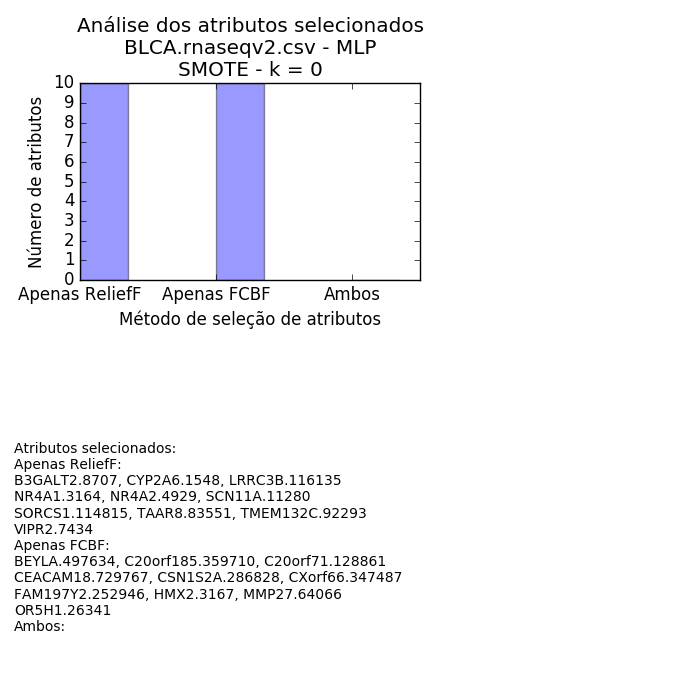 Análise dos atributos selecionados
BLCA.rnaseqv2.csv - MLP
SMOTE - k = 0
10
9
8
7
6
5
4
3
2
1
0
Número de atributos
Apenas ReliefF Apenas FCBF Ambos
Método de seleção de atributos
Atributos selecionados:
Apenas ReliefF:
B3GALT2.8707, CYP2A6.1548, LRRC3B.116135
NR4A1.3164, NR4A2.4929, SCN11A.11280
SORCS1.114815, TAAR8.83551, TMEM132C.92293
VIPR2.7434
Apenas FCBF:
BEYLA.497634, C20orf185.359710, C20orf71.128861
CEACAM18.729767, CSN1S2A.286828, CXorf66.347487
FAM197Y2.252946, HMX2.3167, MMP27.64066
OR5H1.26341
Ambos: